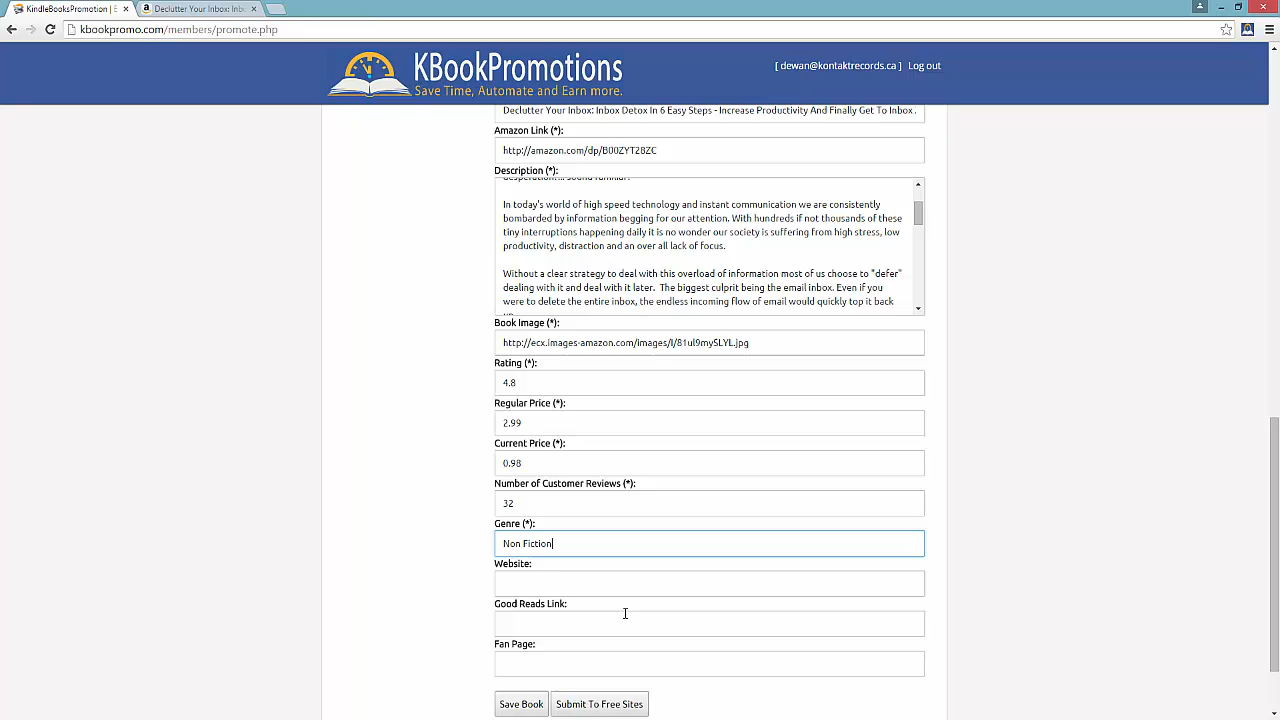 KindleBooksPromotion | E
Declutter Your Inbox: Inb
kbookpromo.com/members/promote.php
KBookPromotions
Save Time, Automate and Earn more.
[ dewan@kontaktrecords.ca ] Log out
Declutter Your Inbox: Inbox Detox In 6 Easy Steps - Increase Productivity And Finally Get To Inbox .
Amazon Link (*):
http://amazon.com/dp/B00ZYT28ZC
Description (*):
desperation.... sound familiar?
In today's world of high speed technology and instant communication we are consistently
bombarded by information begging for our attention. With hundreds if not thousands of these
tiny interruptions happening daily it is no wonder our society is suffering from high stress, low
productivity, distraction and an over all lack of focus.
Without a clear strategy to deal with this overload of information most of us choose to "defer"
dealing with it and deal with it later. The biggest culprit being the email inbox. Even if you
were to delete the entire inbox, the endless incoming flow of email would quickly top it back
Book Image (*):
http://ecx.images-amazon.com/images/I/81ul9mySLYL.jpg
Rating (*):
4.8
Regular Price (*):
2.99
Current Price (*):
0.98
Number of Customer Reviews (*):
32
Genre (*):
Non Fiction
Website:
Good Reads Link:
Fan Page:
Save Book Submit To Free Sites